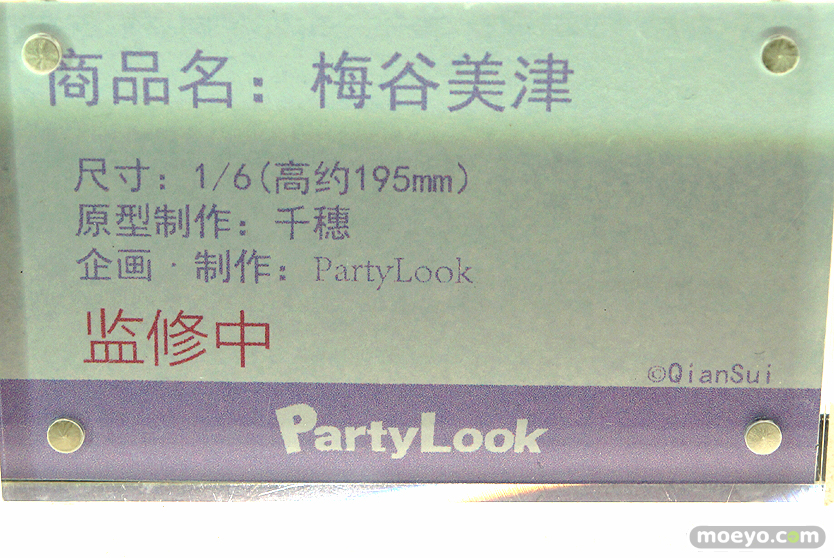 商品名：梅谷美津
尺寸：1/6(高约195mm)
原型制作：千穗
企画·制作：PartyLook
监修中
©QianSui
PartyLook
moeyo.com